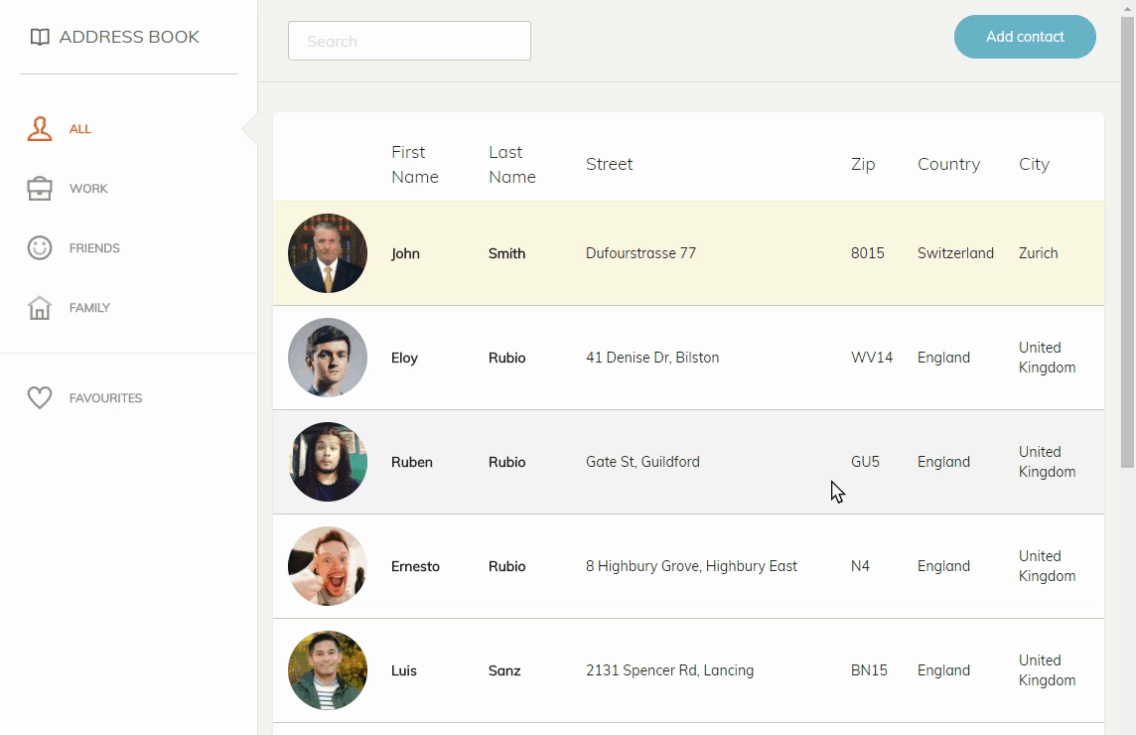 ADDRESS BOOK
Search
Add contact
ALL
WORK
FRIENDS
FAMILY
FAVOURITES
First Name Last Name Street Zip Country City
John Smith Dufourstrasse 77 8015 Switzerland Zurich
Eloy Rubio 41 Denise Dr, Bilston WV14 England United Kingdom
Ruben Rubio Gate St, Guildford GU5 England United Kingdom
Ernesto Rubio 8 Highbury Grove, Highbury East N4 England United Kingdom
Luis Sanz 2131 Spencer Rd, Lancing BN15 England United Kingdom